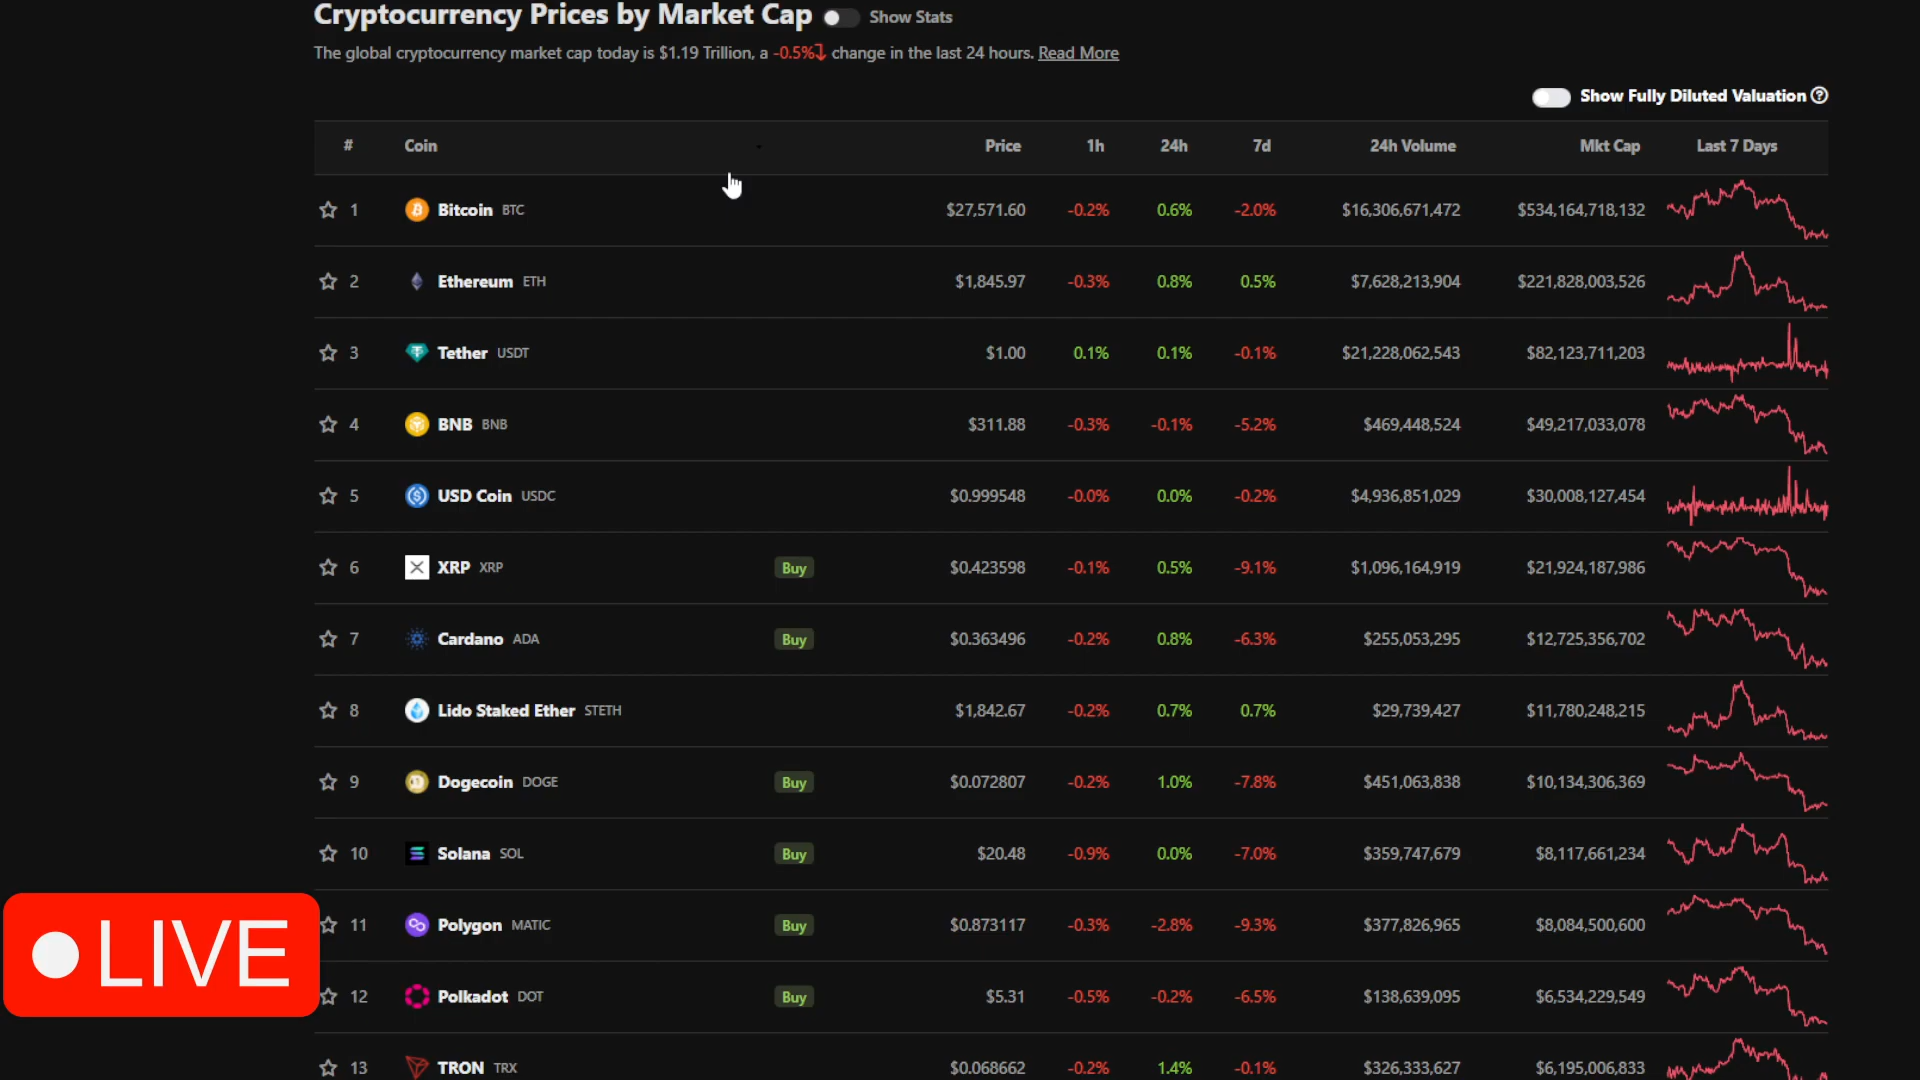 Cryptocurrency Prices by Market Cap Show Stats
The global cryptocurrency market cap today is $1.19 Trillion, a -0.5% change in the last 24 hours. Read More
Show Fully Diluted Valuation
# Coin Price 1h 24h 7d 24h Volume Mkt Cap Last 7 Days
1 Bitcoin BTC $27,571.60 -0.2% 0.6% -2.0% $16,306,671,472 $534,164,718,132
2 Ethereum ETH $1,845.97 -0.3% 0.8% 0.5% $7,628,213,904 $221,828,003,526
3 Tether USDT $1.00 0.1% 0.1% -0.1% $21,228,062,543 $82,123,711,203
4 BNB BNB $311.88 -0.3% -0.1% -5.2% $469,448,524 $49,217,033,078
5 USD Coin USDC $0.999548 -0.0% 0.0% -0.2% $4,936,851,029 $30,008,127,454
6 XRP XRP Buy $0.423598 -0.1% 0.5% -9.1% $1,096,164,919 $21,924,187,986
7 Cardano ADA Buy $0.363496 -0.2% 0.8% -6.3% $255,053,295 $12,725,356,702
8 Lido Staked Ether STETH $1,842.67 -0.2% 0.7% 0.7% $29,739,427 $11,780,248,215
9 Dogecoin DOGE Buy $0.072807 -0.2% 1.0% -7.8% $451,063,838 $10,134,306,369
10 Solana SOL Buy $20.48 -0.9% 0.0% -7.0% $359,747,679 $8,117,661,234
11 Polygon MATIC Buy $0.873117 -0.3% -2.8% -9.3% $377,826,965 $8,084,500,600
LIVE
12 Polkadot DOT Buy $5.31 -0.5% -0.2% -6.5% $138,639,095 $6,534,229,549
13 TRON TRX $0.068662 -0.2% 1.4% -0.1% $326,333,627 $6,195,006,833